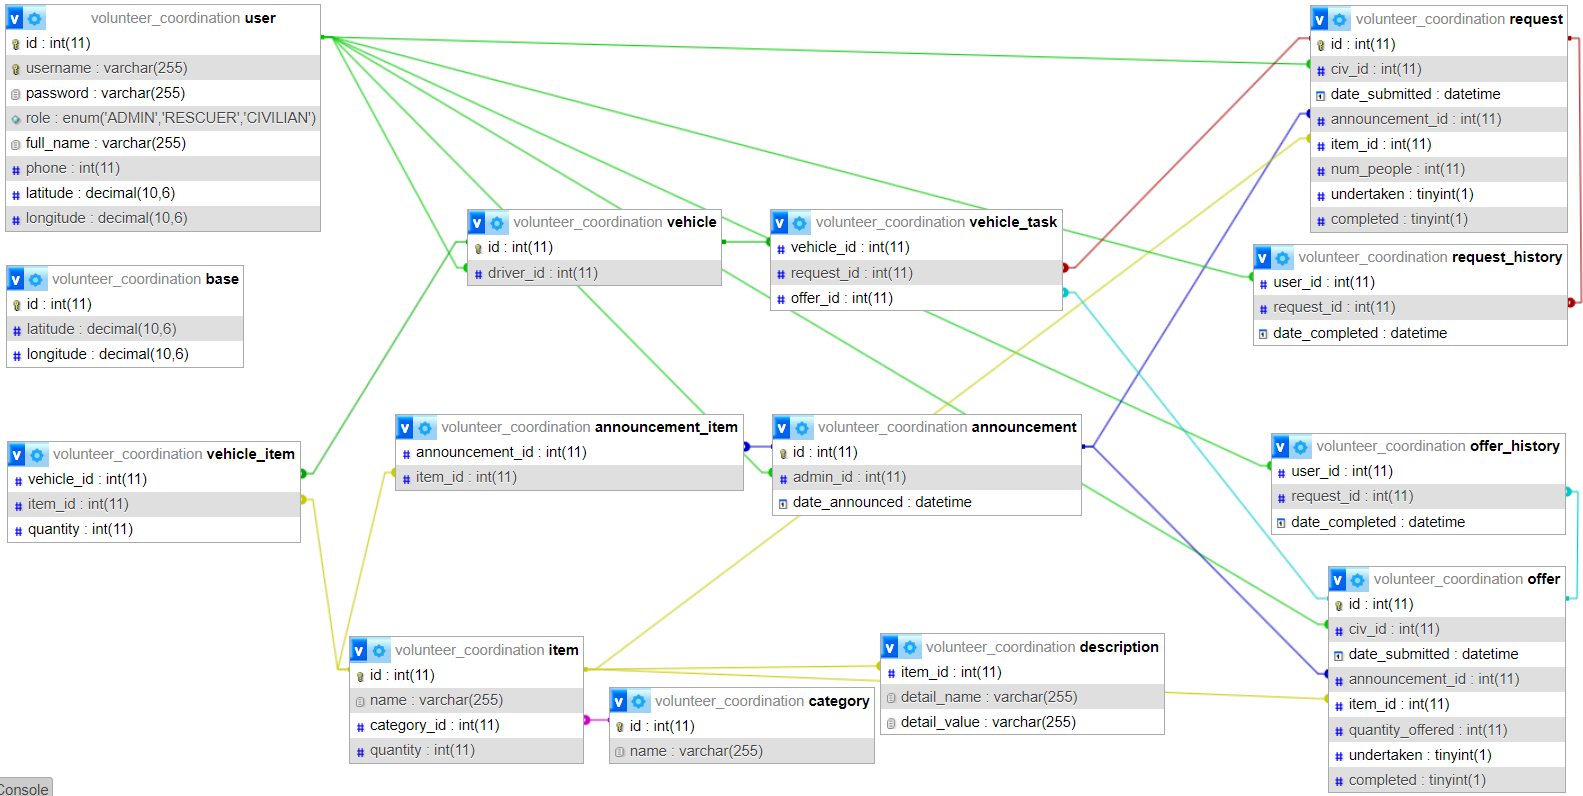 volunteer_coordination user
id : int(11)
username : varchar(255)
password : varchar(255)
role : enum('ADMIN','RESCUER','CIVILIAN')
full_name : varchar(255)
phone : int(11)
latitude : decimal(10,6)
longitude : decimal(10,6)
volunteer_coordination request
id : int(11)
civ_id : int(11)
date_submitted : datetime
announcement_id : int(11)
item_id : int(11)
num_people : int(11)
undertaken : tinyint(1)
completed : tinyint(1)
volunteer_coordination vehicle
id : int(11)
driver_id : int(11)
volunteer_coordination vehicle_task
vehicle_id : int(11)
request_id : int(11)
offer_id : int(11)
volunteer_coordination request_history
user_id : int(11)
request_id : int(11)
date_completed : datetime
volunteer_coordination base
id : int(11)
latitude : decimal(10,6)
longitude : decimal(10,6)
volunteer_coordination announcement_item
announcement_id : int(11)
item_id : int(11)
volunteer_coordination announcement
id : int(11)
admin_id : int(11)
date_announced : datetime
volunteer_coordination offer_history
user_id : int(11)
request_id : int(11)
date_completed : datetime
volunteer_coordination vehicle_item
vehicle_id : int(11)
item_id : int(11)
quantity : int(11)
volunteer_coordination offer
id : int(11)
civ_id : int(11)
date_submitted : datetime
announcement_id : int(11)
item_id : int(11)
quantity_offered : int(11)
undertaken : tinyint(1)
completed : tinyint(1)
volunteer_coordination item
id : int(11)
name : varchar(255)
category_id : int(11)
quantity : int(11)
volunteer_coordination description
item_id : int(11)
detail_name : varchar(255)
detail_value : varchar(255)
volunteer_coordination category
id : int(11)
name : varchar(255)
Console